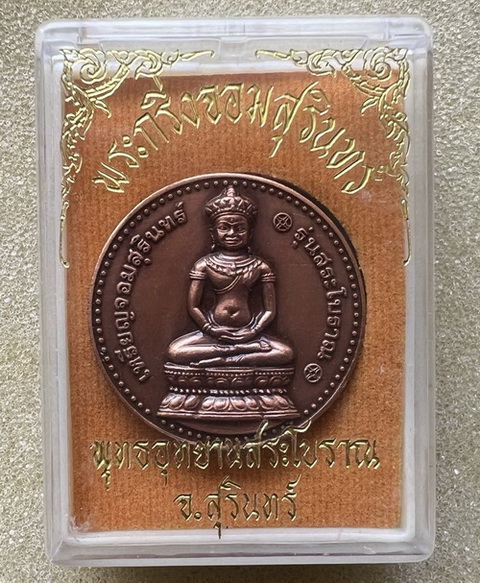 พระกริ่งจอมสุรินทร์
เหรียญจอมสุรินทร์
รุ่นสระโบราณ
พุทธอุทยานสระโบราณ
จ.สุรินทร์